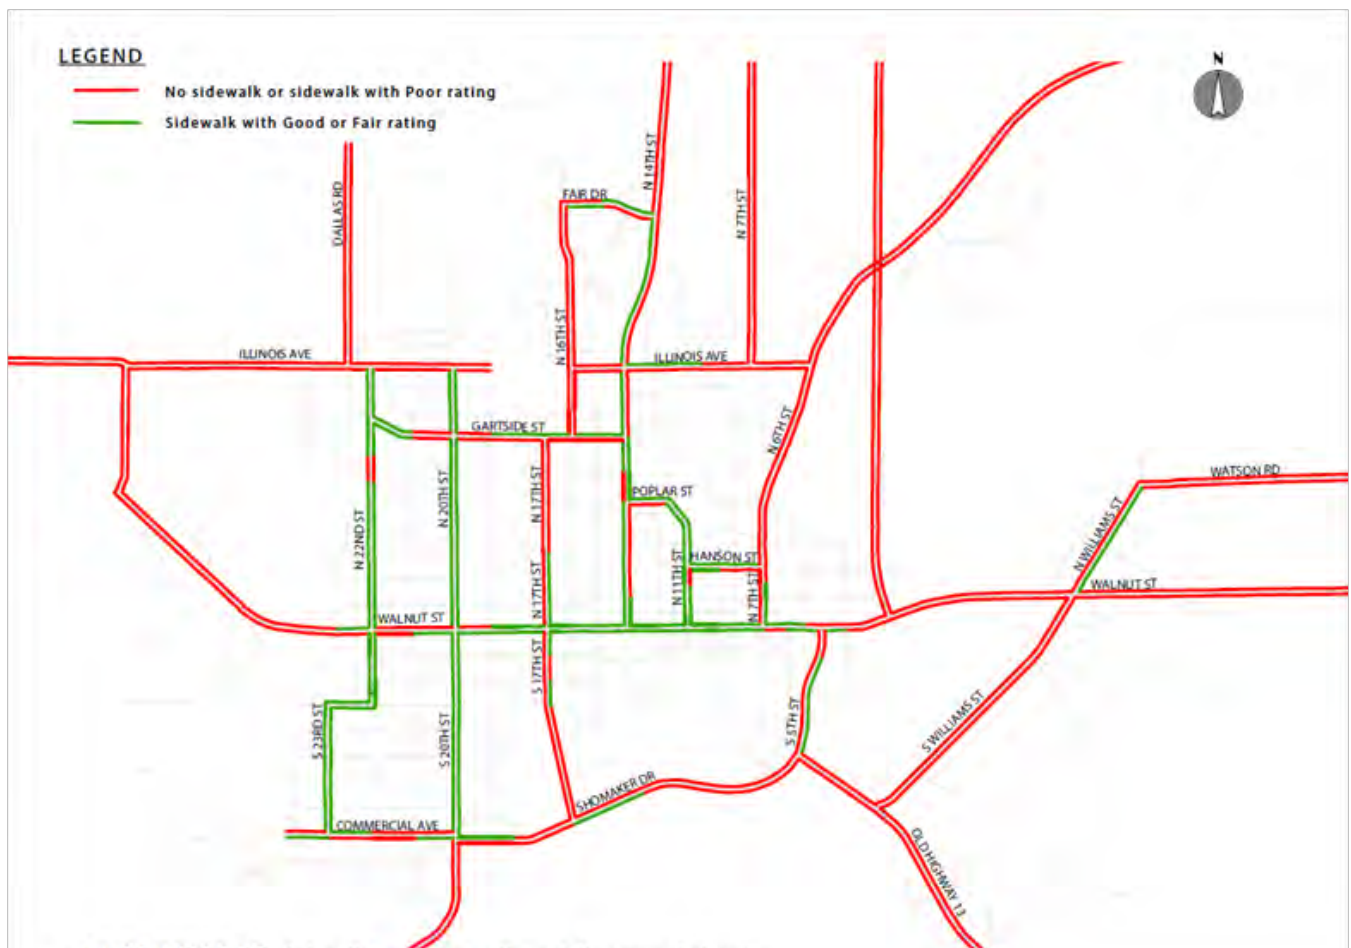 LEGEND
No sidewalk or sidewalk with Poor rating
Sidewalk with Good or Fair rating
N
DALLAS RD
FAIR DR
N 14TH ST
N 7TH ST
ILLINOIS AVE
N 16TH ST
ILLINOIS AVE
GARTSIDE ST
N 6TH ST
N 20TH ST
N 17TH ST
POPLAR ST
WATSON RD
N 22ND ST
N WILLIAMS ST
HANSON ST
N 11TH ST
N 17TH ST
N 7TH ST
WALNUT ST
WALNUT ST
S 17TH ST
S 23RD ST
S 20TH ST
S 5TH ST
S WILLIAMS ST
SHOMAKER DR
COMMERCIAL AVE
OLD HIGHWAY 13